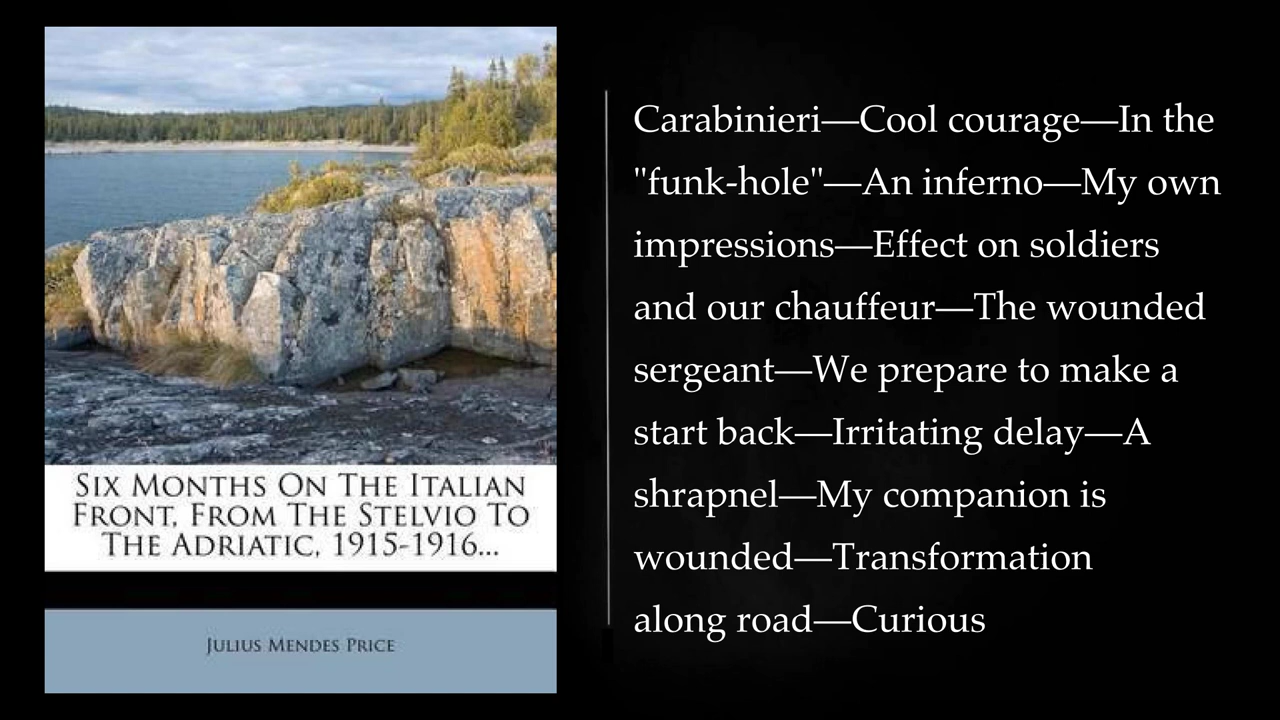 Six Months On The Italian
Front, From The Stelvio To
The Adriatic, 1915-1916...
Julius Mendes Price
Carabinieri—Cool courage—In the
"funk-hole"—An inferno—My own
impressions—Effect on soldiers
and our chauffeur—The wounded
sergeant—We prepare to make a
start back—Irritating delay—A
shrapnel—My companion is
wounded—Transformation
along road—Curious